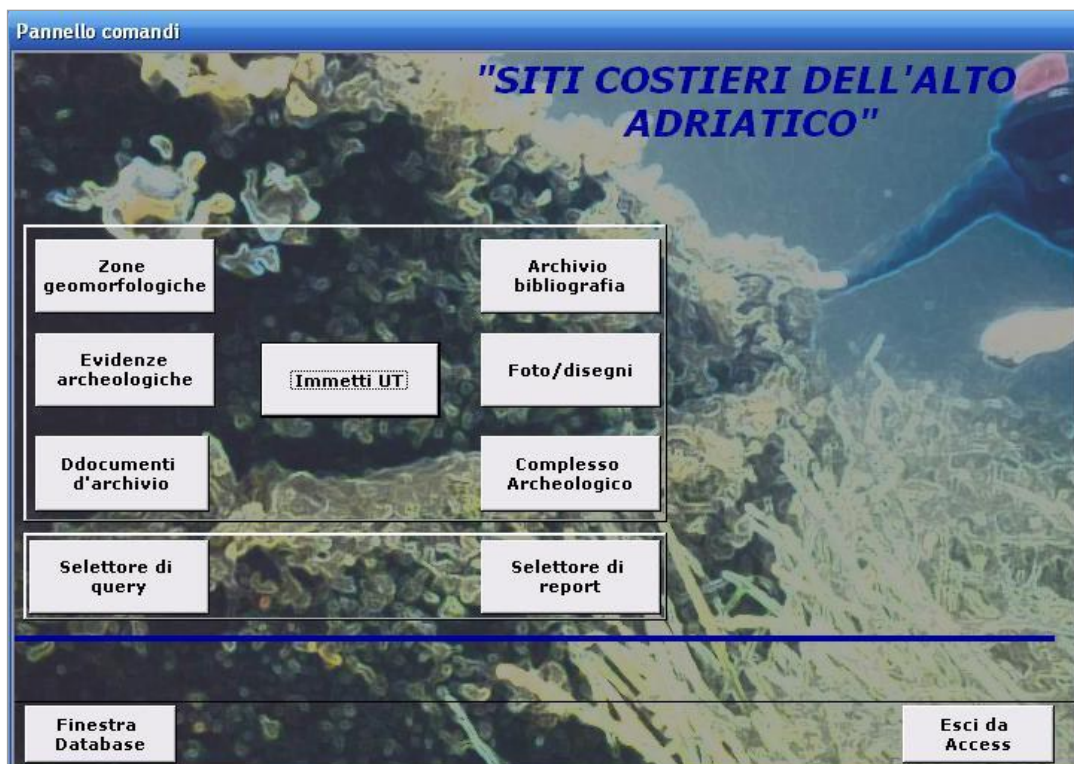 Pannello comandi
"SITI COSTIERI DELL'ALTO
ADRIATICO"
Zone
geomorfologiche
Archivio
bibliografia
Evidenze
archeologiche
Immetti UT
Foto/disegni
Ddocumenti
d'archivio
Complesso
Archeologico
Selettore di
query
Selettore di
report
Finestra
Database
Esci da
Access